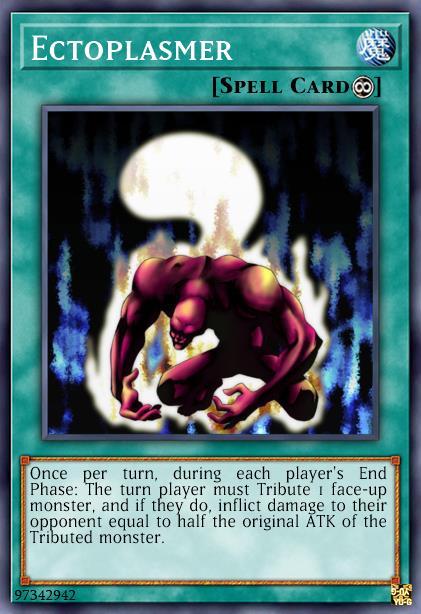 Ectoplasmer
[Spell Card♾]
Once per turn, during each player's End
Phase: The turn player must Tribute 1 face-up
monster, and if they do, inflict damage to their
opponent equal to half the original ATK of the
Tributed monster.
97342942